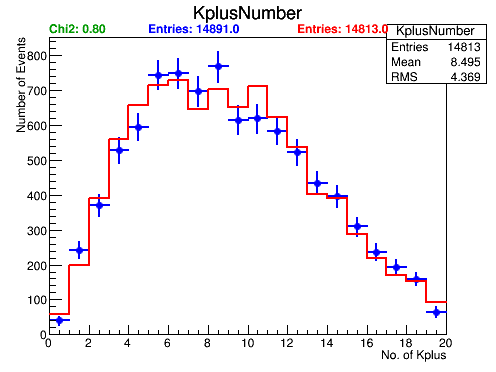 KplusNumber
Chi2: 0.80 Entries: 14891.0 Entries: 14813.0
KplusNumber
Entries 14813
Mean 8.495
RMS 4.369
Number of Events
800
700
600
500
400
300
200
100
0
0 2 4 6 8 10 12 14 16 18 20
No. of Kplus